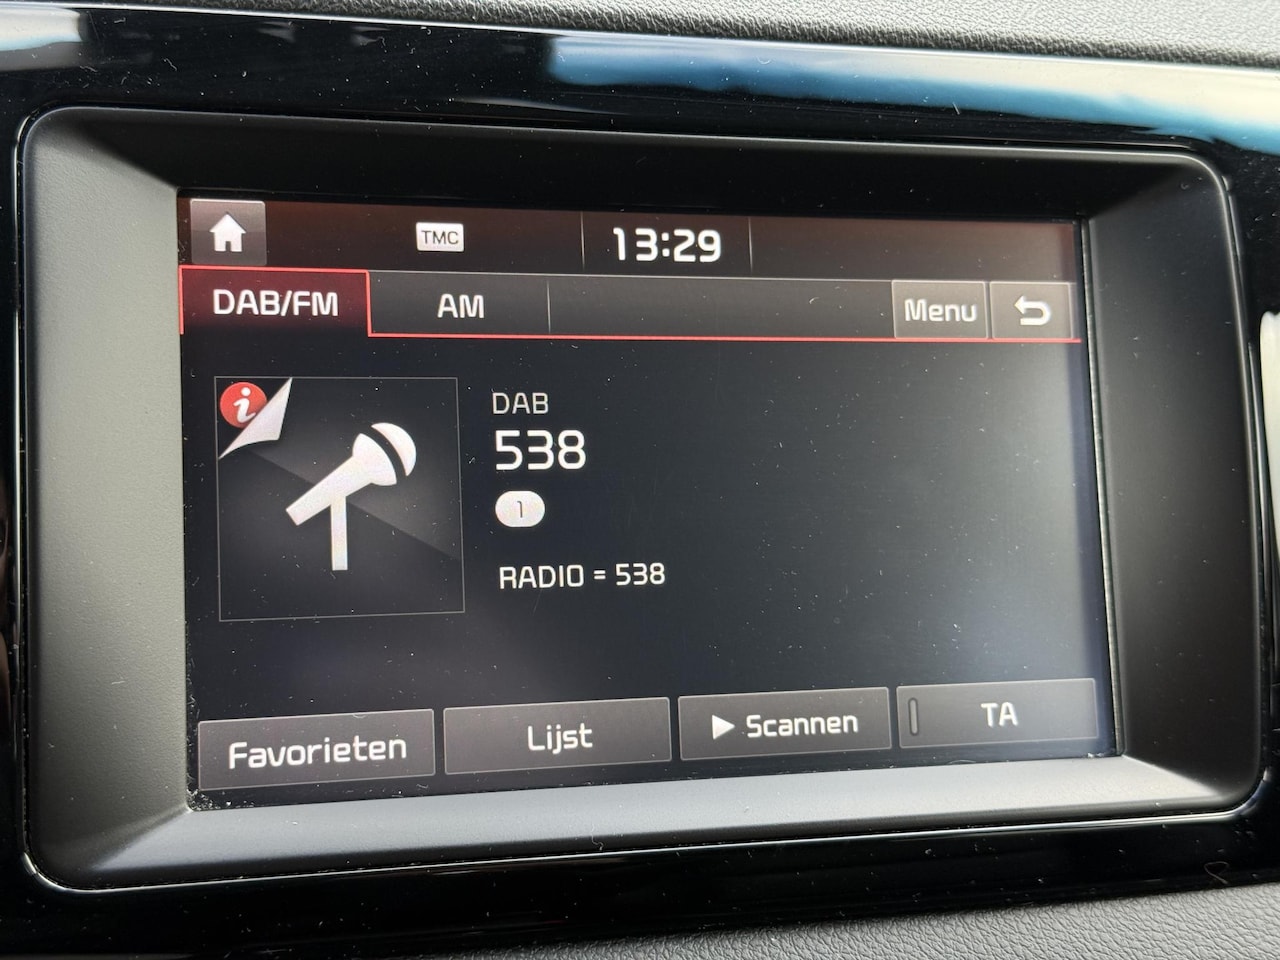 TMC 13:29
DAB/FM AM Menu
i
DAB
538
1
RADIO = 538
Favorieten Lijst Scannen TA